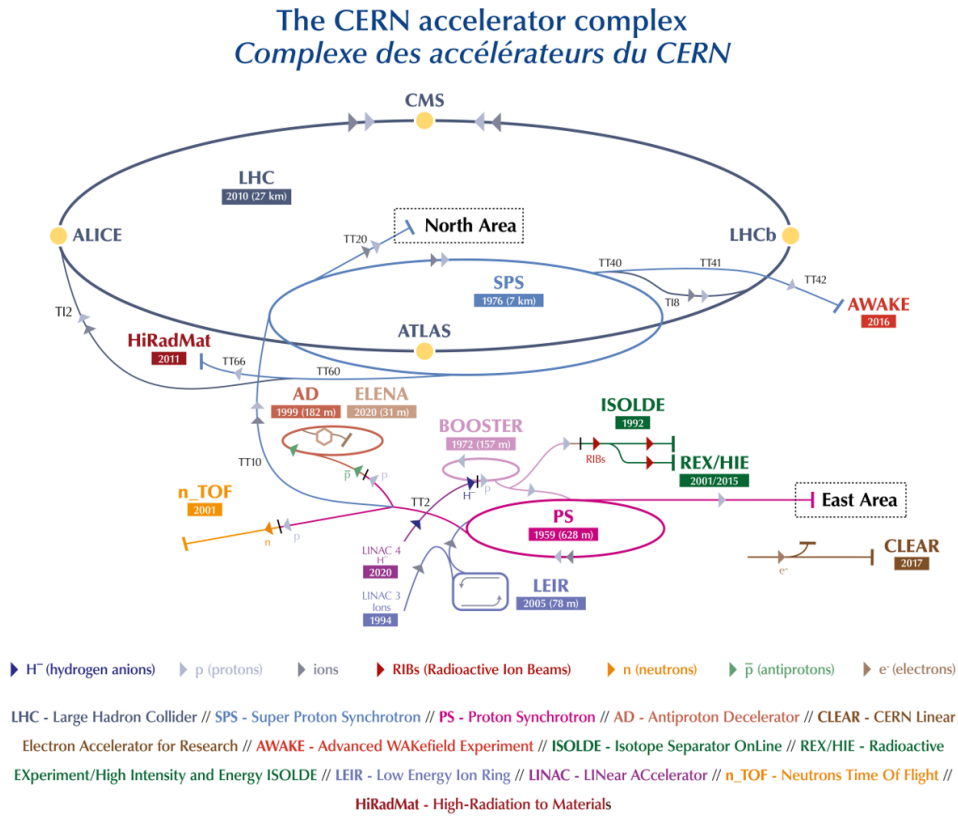 The CERN accelerator complex
Complexe des accélérateurs du CERN
CMS
LHC
2010 (27 km)
North Area
ALICE
TT20
LHCb
TT40
TT41
SPS
1976 (7 km)
TT42
TI2
TI8
AWAKE
2016
ATLAS
HiRadMat
2011
TT66
TT60
AD
1999 (182 m)
ELENA
2020 (31 m)
ISOLDE
1992
BOOSTER
1972 (157 m)
TT10
RIBs
REX/HIE
2001/2015
p̅
p
H⁻
p
n_TOF
2001
TT2
East Area
PS
1959 (628 m)
n
p
LINAC 4
H⁻
2020
CLEAR
2017
e⁻
LINAC 3
Ions
1994
LEIR
2005 (78 m)
H⁻ (hydrogen anions)
p (protons)
ions
RIBs (Radioactive Ion Beams)
n (neutrons)
p̅ (antiprotons)
e⁻ (electrons)
LHC - Large Hadron Collider // SPS - Super Proton Synchrotron // PS - Proton Synchrotron // AD - Antiproton Decelerator // CLEAR - CERN Linear
Electron Accelerator for Research // AWAKE - Advanced WAKefield Experiment // ISOLDE - Isotope Separator OnLine // REX/HIE - Radioactive
EXperiment/High Intensity and Energy ISOLDE // LEIR - Low Energy Ion Ring // LINAC - LINear ACcelerator // n_TOF - Neutrons Time Of Flight //
HiRadMat - High-Radiation to Materials